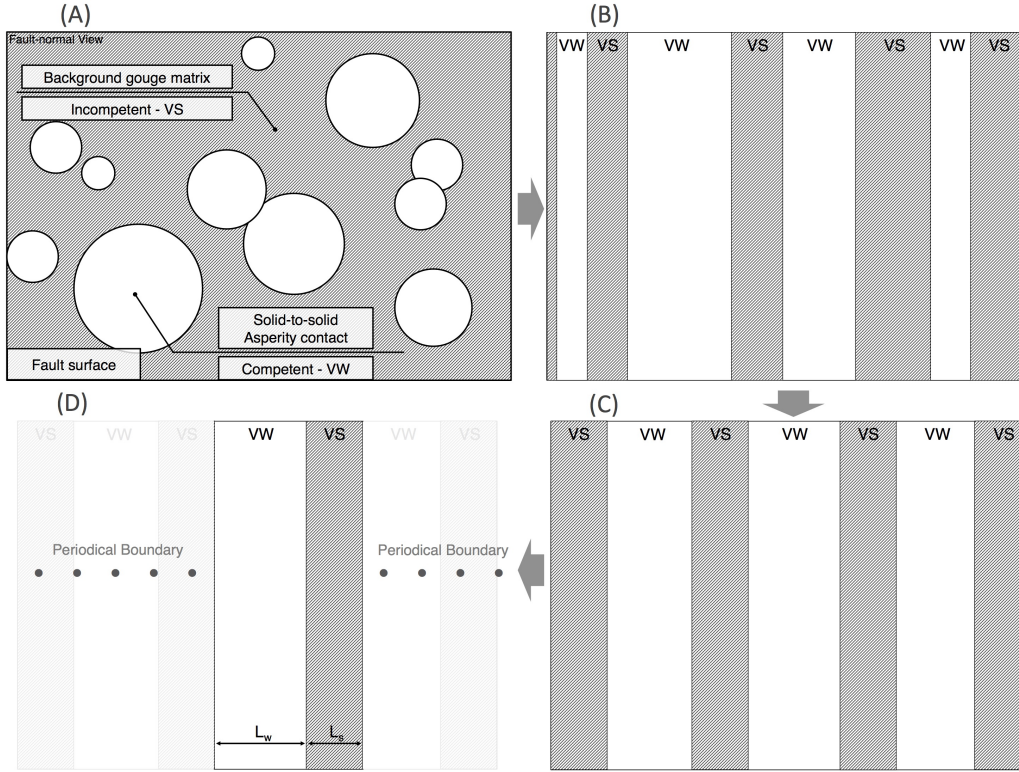 (A)
Fault-normal View
Background gouge matrix
Incompetent - VS
Solid-to-solid
Asperity contact
Competent - VW
Fault surface
(B)
VW VS VW VS VW VS VW VS
(D)
VS VW VS VW VS VW VS
Periodical Boundary Periodical Boundary
Lw Ls
(C)
VS VW VS VW VS VW VS